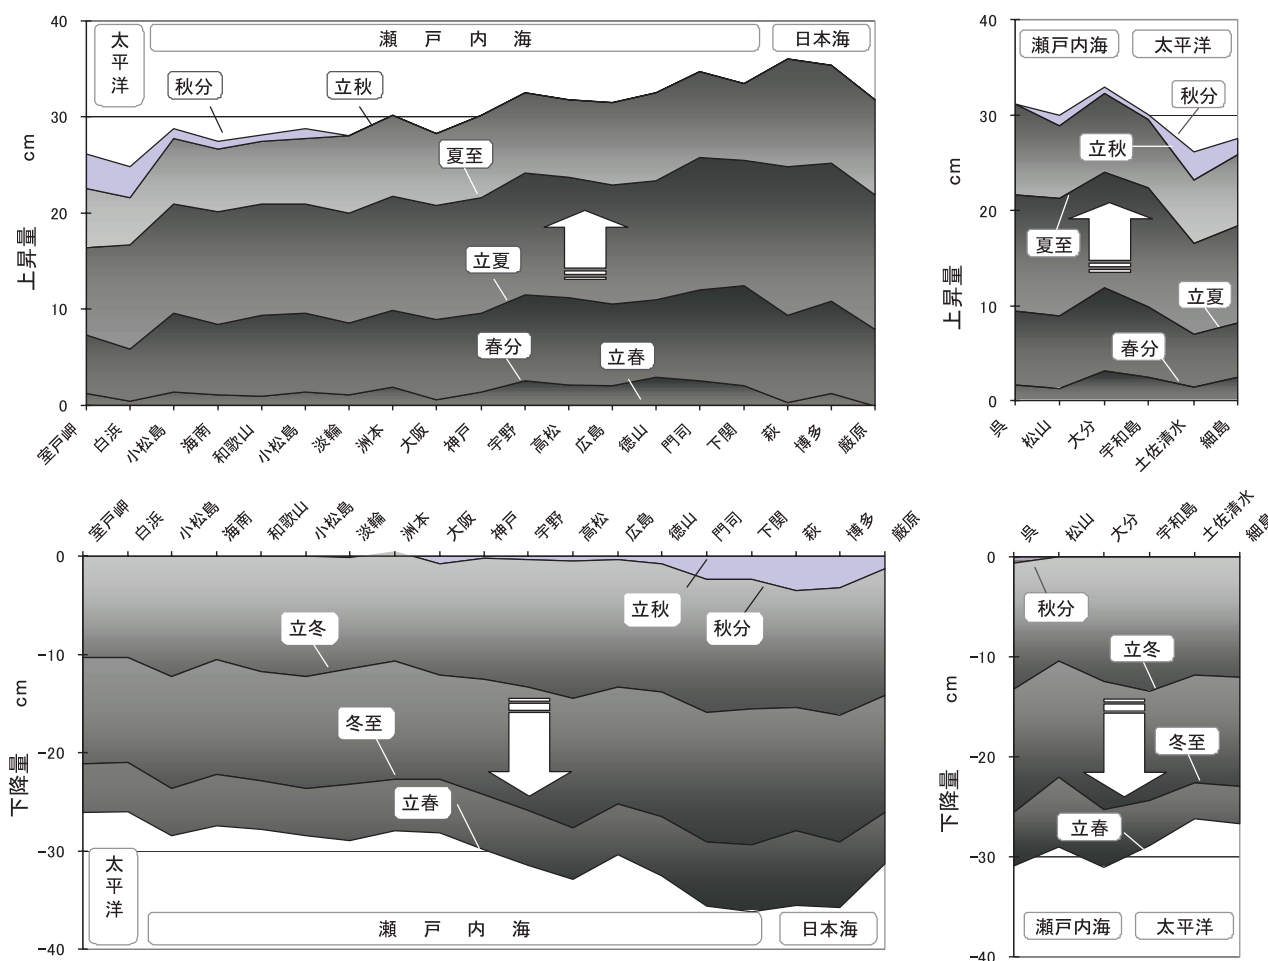 40
30
20
10
0
cm
上昇量
太平洋
瀬戸内海
日本海
秋分
立秋
夏至
立夏
春分
立春
室戸岬
白浜
小松島
海南
和歌山
小松島
淡輪
洲本
大阪
神戸
宇野
高松
広島
徳山
門司
下関
萩
博多
厳原
40
30
20
10
0
cm
上昇量
瀬戸内海
太平洋
秋分
立秋
夏至
立夏
春分
呉
松山
大分
宇和島
土佐清水
細島
室戸岬
白浜
小松島
海南
和歌山
小松島
淡輪
洲本
大阪
神戸
宇野
高松
広島
徳山
門司
下関
萩
博多
厳原
0
-10
-20
-30
-40
cm
下降量
立秋
秋分
立冬
冬至
立春
太平洋
瀬戸内海
日本海
呉
松山
大分
宇和島
土佐清水
細島
0
-10
-20
-30
-40
cm
下降量
秋分
立冬
冬至
立春
瀬戸内海
太平洋